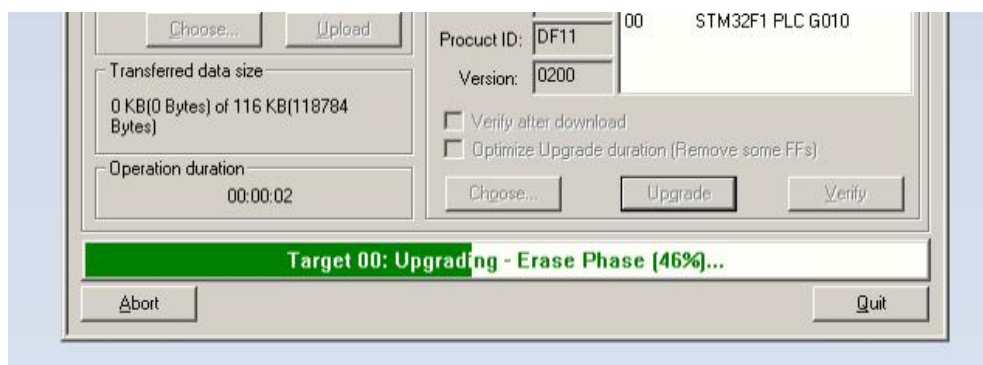 Choose...
Upload
Transferred data size
0 KB(0 Bytes) of 116 KB(118784
Bytes)
Operation duration
00:00:02
Procuct ID: DF11
Version: 0200
00 STM32F1 PLC G010
Verify after download
Optimize Upgrade duration (Remove some FFs)
Choose...
Upgrade
Verify
Target 00: Upgrading - Erase Phase (46%)...
Abort
Quit